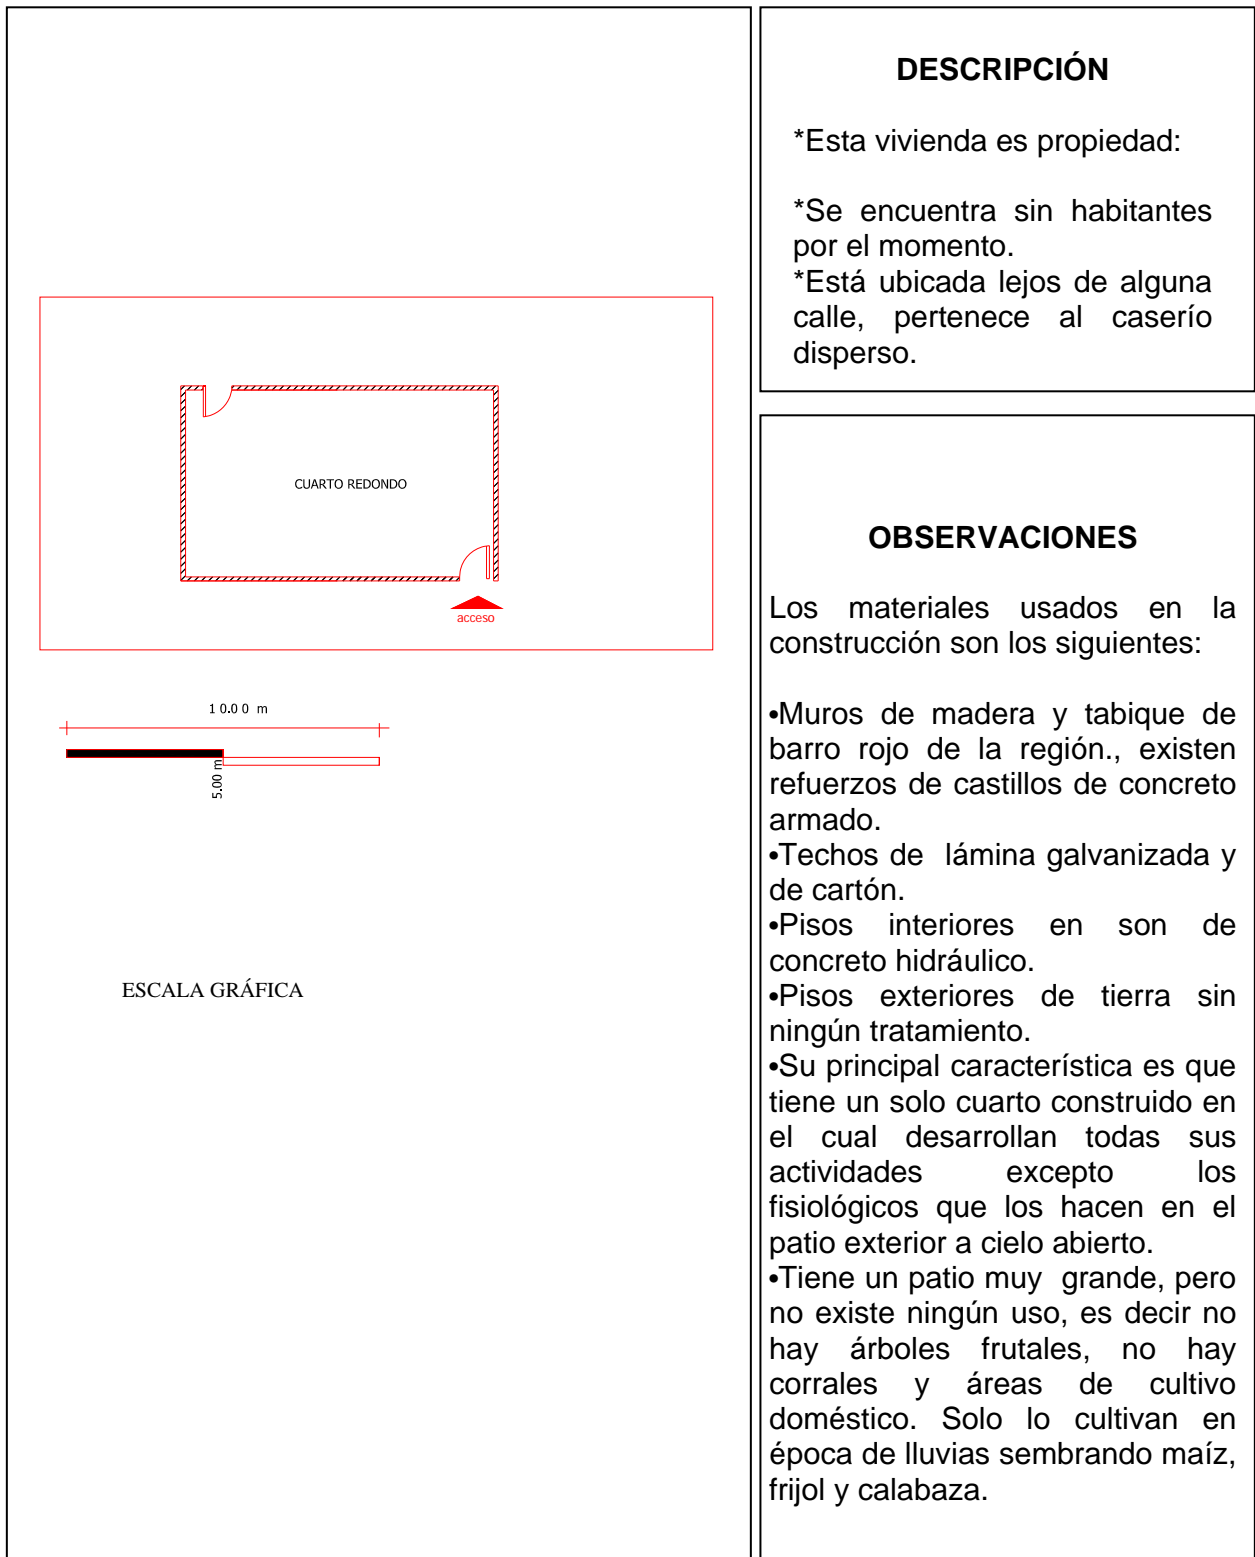 CUARTO REDONDO
acceso
10.00 m
5.00 m
ESCALA GRÁFICA
DESCRIPCIÓN
*Esta vivienda es propiedad:
*Se encuentra sin habitantes
por el momento.
*Está ubicada lejos de alguna
calle, pertenece al caserío
disperso.
OBSERVACIONES
Los materiales usados en la
construcción son los siguientes:
•Muros de madera y tabique de
barro rojo de la región., existen
refuerzos de castillos de concreto
armado.
•Techos de lámina galvanizada y
de cartón.
•Pisos interiores en son de
concreto hidráulico.
•Pisos exteriores de tierra sin
ningún tratamiento.
•Su principal característica es que
tiene un solo cuarto construido en
el cual desarrollan todas sus
actividades excepto los
fisiológicos que los hacen en el
patio exterior a cielo abierto.
•Tiene un patio muy grande, pero
no existe ningún uso, es decir no
hay árboles frutales, no hay
corrales y áreas de cultivo
doméstico. Solo lo cultivan en
época de lluvias sembrando maíz,
frijol y calabaza.